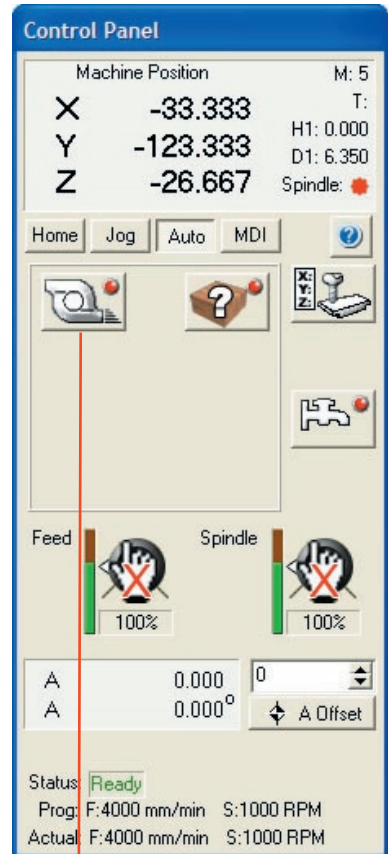 Control Panel
Machine Position
M: 5
X -33.333
T:
Y -123.333
H1: 0.000
D1: 6.350
Z -26.667
Spindle:
Home Jog Auto MDI ?
?
X:
Y:
Z:
Feed Spindle
100% 100%
A 0.000 0
A 0.000° A Offset
Status: Ready
Prog: F:4000 mm/min S:1000 RPM
Actual: F:4000 mm/min S:1000 RPM